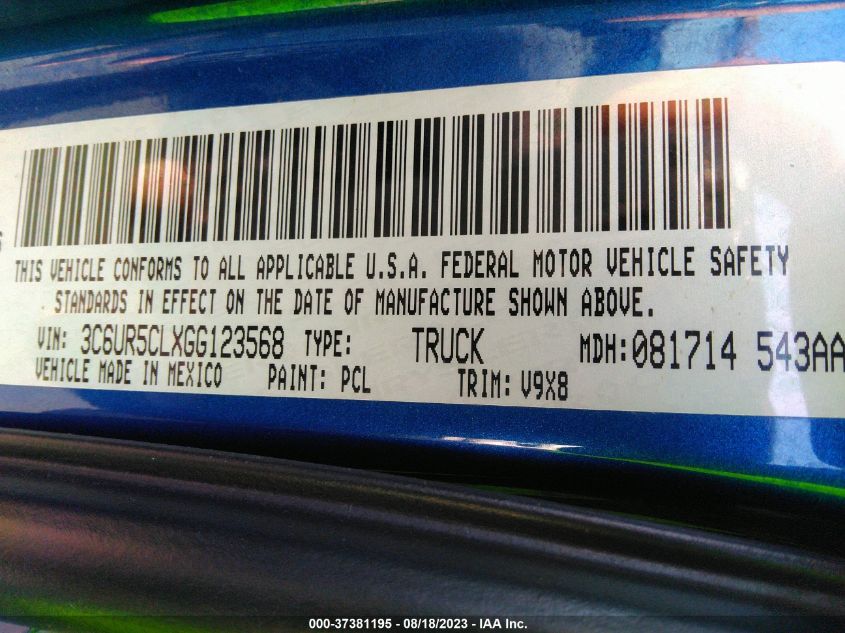 THIS VEHICLE CONFORMS TO ALL APPLICABLE U.S.A. FEDERAL MOTOR VEHICLE SAFETY
STANDARDS IN EFFECT ON THE DATE OF MANUFACTURE SHOWN ABOVE.
VIN: 3C6UR5CLXGG123568 TYPE: TRUCK MDH:081714 543AA
VEHICLE MADE IN MEXICO PAINT: PCL TRIM: V9X8
000-37381195 - 08/18/2023 - IAA Inc.